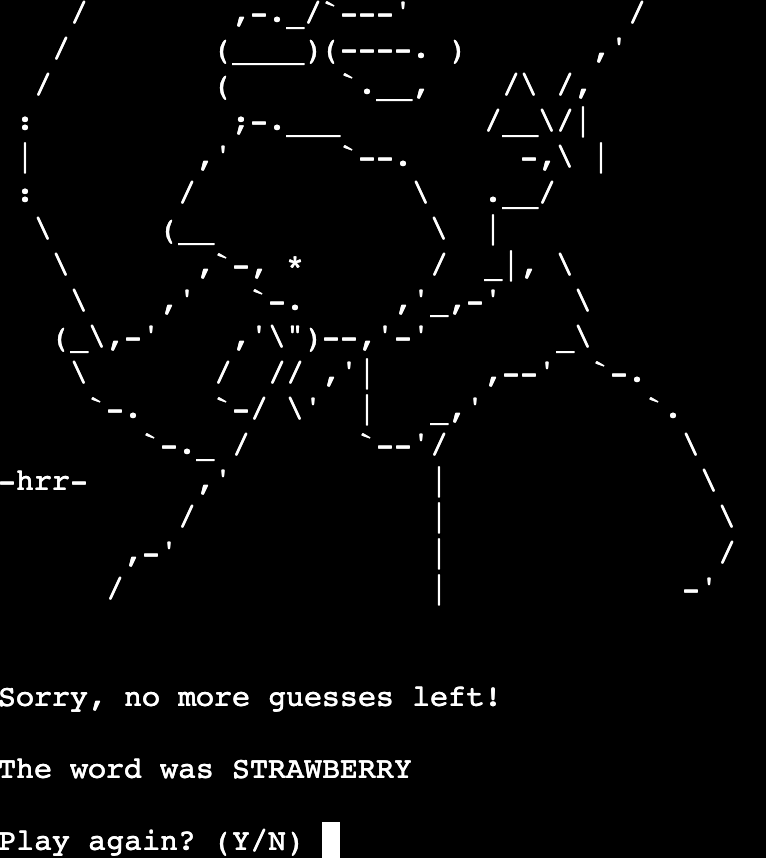 -hrr-
Sorry, no more guesses left!
The word was STRAWBERRY
Play again? (Y/N)